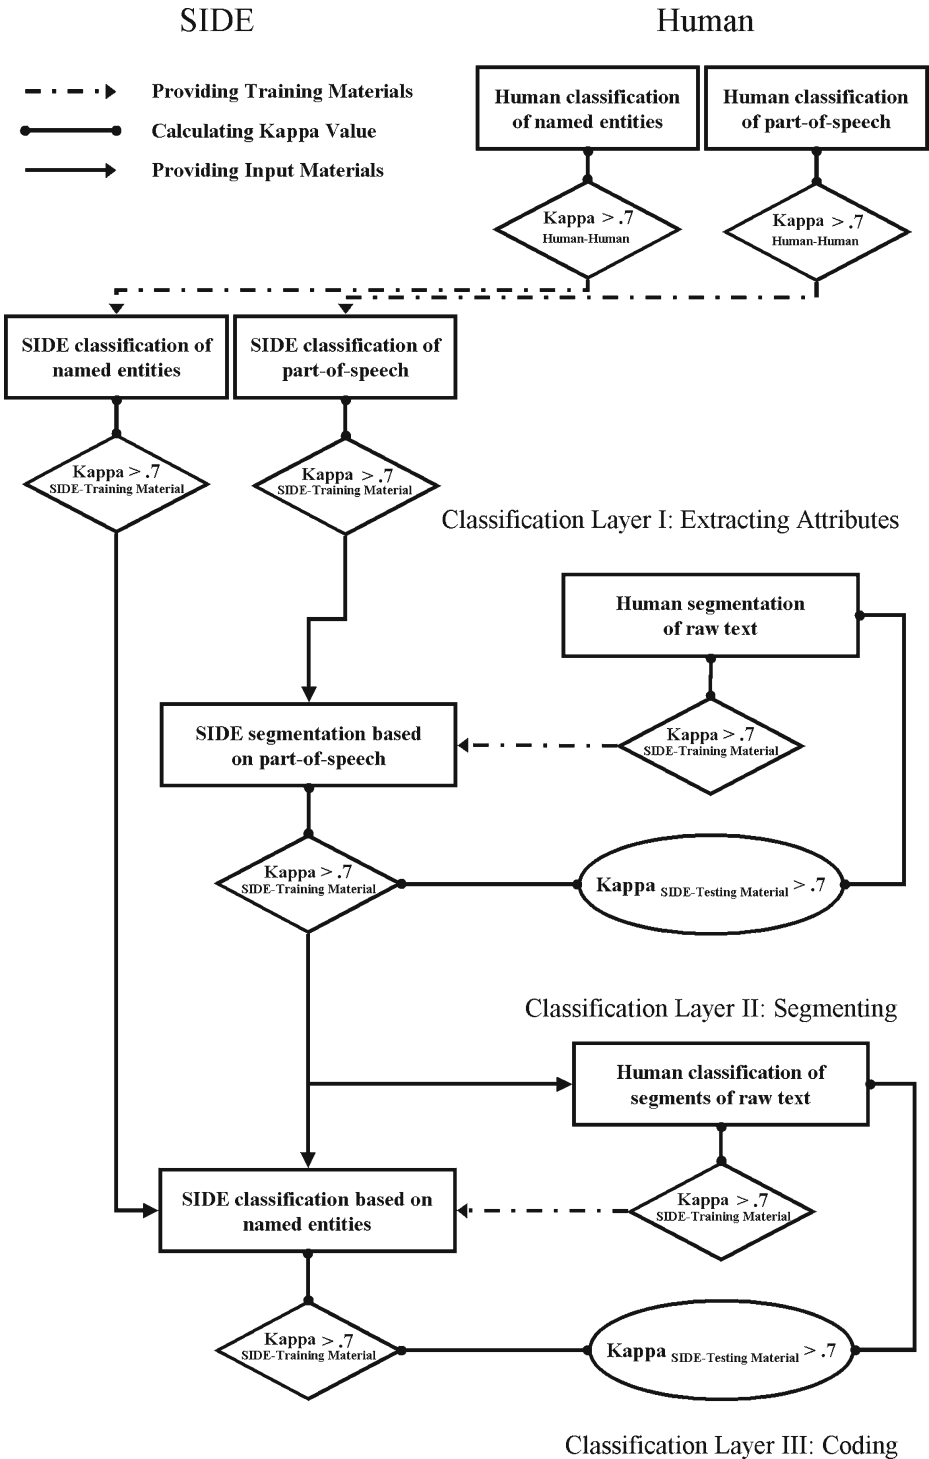 SIDE
Human
Providing Training Materials
Calculating Kappa Value
Providing Input Materials
Human classification
of named entities
Human classification
of part-of-speech
Kappa > .7
Human-Human
Kappa > .7
Human-Human
SIDE classification of
named entities
SIDE classification of
part-of-speech
Kappa > .7
SIDE-Training Material
Kappa > .7
SIDE-Training Material
Classification Layer I: Extracting Attributes
Human segmentation
of raw text
SIDE segmentation based
on part-of-speech
Kappa > .7
SIDE-Training Material
Kappa > .7
SIDE-Training Material
Kappa SIDE-Testing Material > .7
Classification Layer II: Segmenting
Human classification of
segments of raw text
SIDE classification based on
named entities
Kappa > .7
SIDE-Training Material
Kappa > .7
SIDE-Training Material
Kappa SIDE-Testing Material > .7
Classification Layer III: Coding